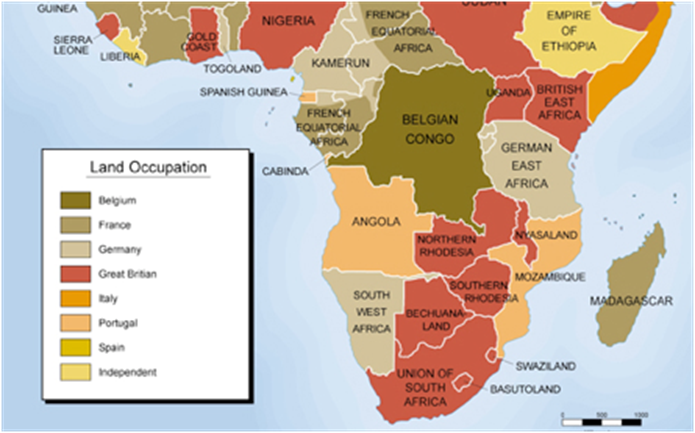 GUINEA
SIERRA
LEONE
LIBERIA
GOLD
COAST
TOGOLAND
NIGERIA
KAMERUN
SPANISH GUINEA
FRENCH
EQUATORIAL
AFRICA
FRENCH
EQUATORIAL
AFRICA
CABINDA
SUDAN
EMPIRE
OF
ETHIOPIA
UGANDA
BRITISH
EAST
AFRICA
BELGIAN
CONGO
GERMAN
EAST
AFRICA
ANGOLA
NORTHERN
RHODESIA
NYASALAND
MOZAMBIQUE
SOUTHERN
RHODESIA
SOUTH
WEST
AFRICA
BECHUANA-
LAND
MADAGASCAR
UNION OF
SOUTH
AFRICA
SWAZILAND
BASUTOLAND
Land Occupation
Belgium
France
Germany
Great Britian
Italy
Portugal
Spain
Independent
0 500 1000